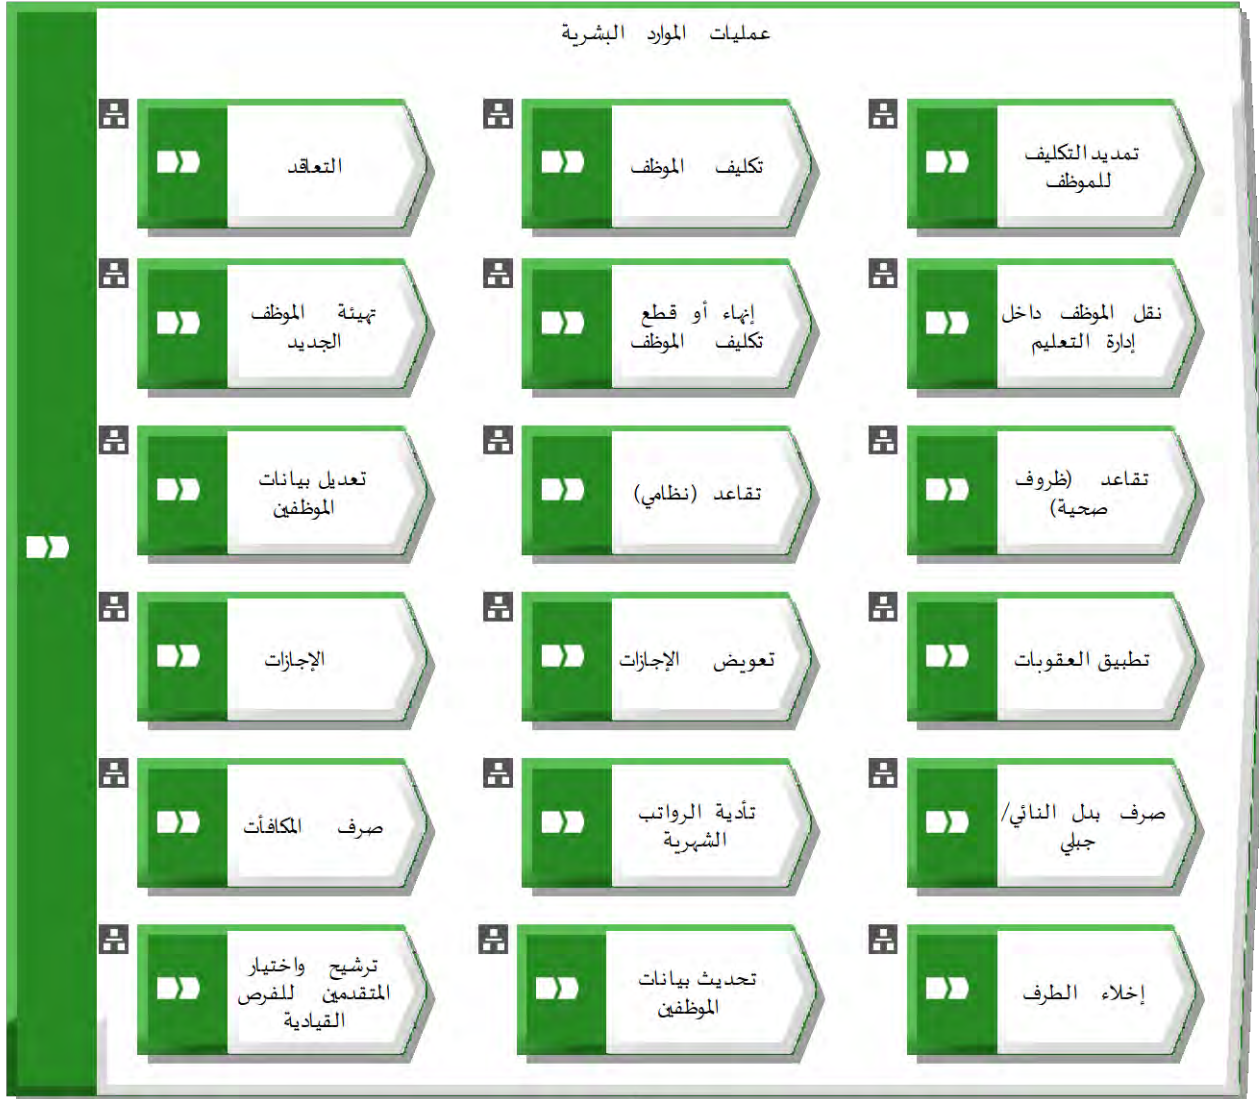 عمليات الموارد البشرية
تمديد التكليف
للموظف
تكليف الموظف
التعاقد
نقل الموظف داخل
إدارة التعليم
إنهاء أو قطع
تكليف الموظف
تهيئة الموظف
الجديد
تقاعد (ظروف
صحية)
تقاعد (نظامي)
تعديل بيانات
الموظفين
تطبيق العقوبات
تعويض الإجازات
الإجازات
صرف بدل النائي/
جبلي
تأدية الرواتب
الشهرية
صرف المكافأت
إخلاء الطرف
تحديث بيانات
الموظفين
ترشيح واختيار
المتقدمين للفرص
القيادية